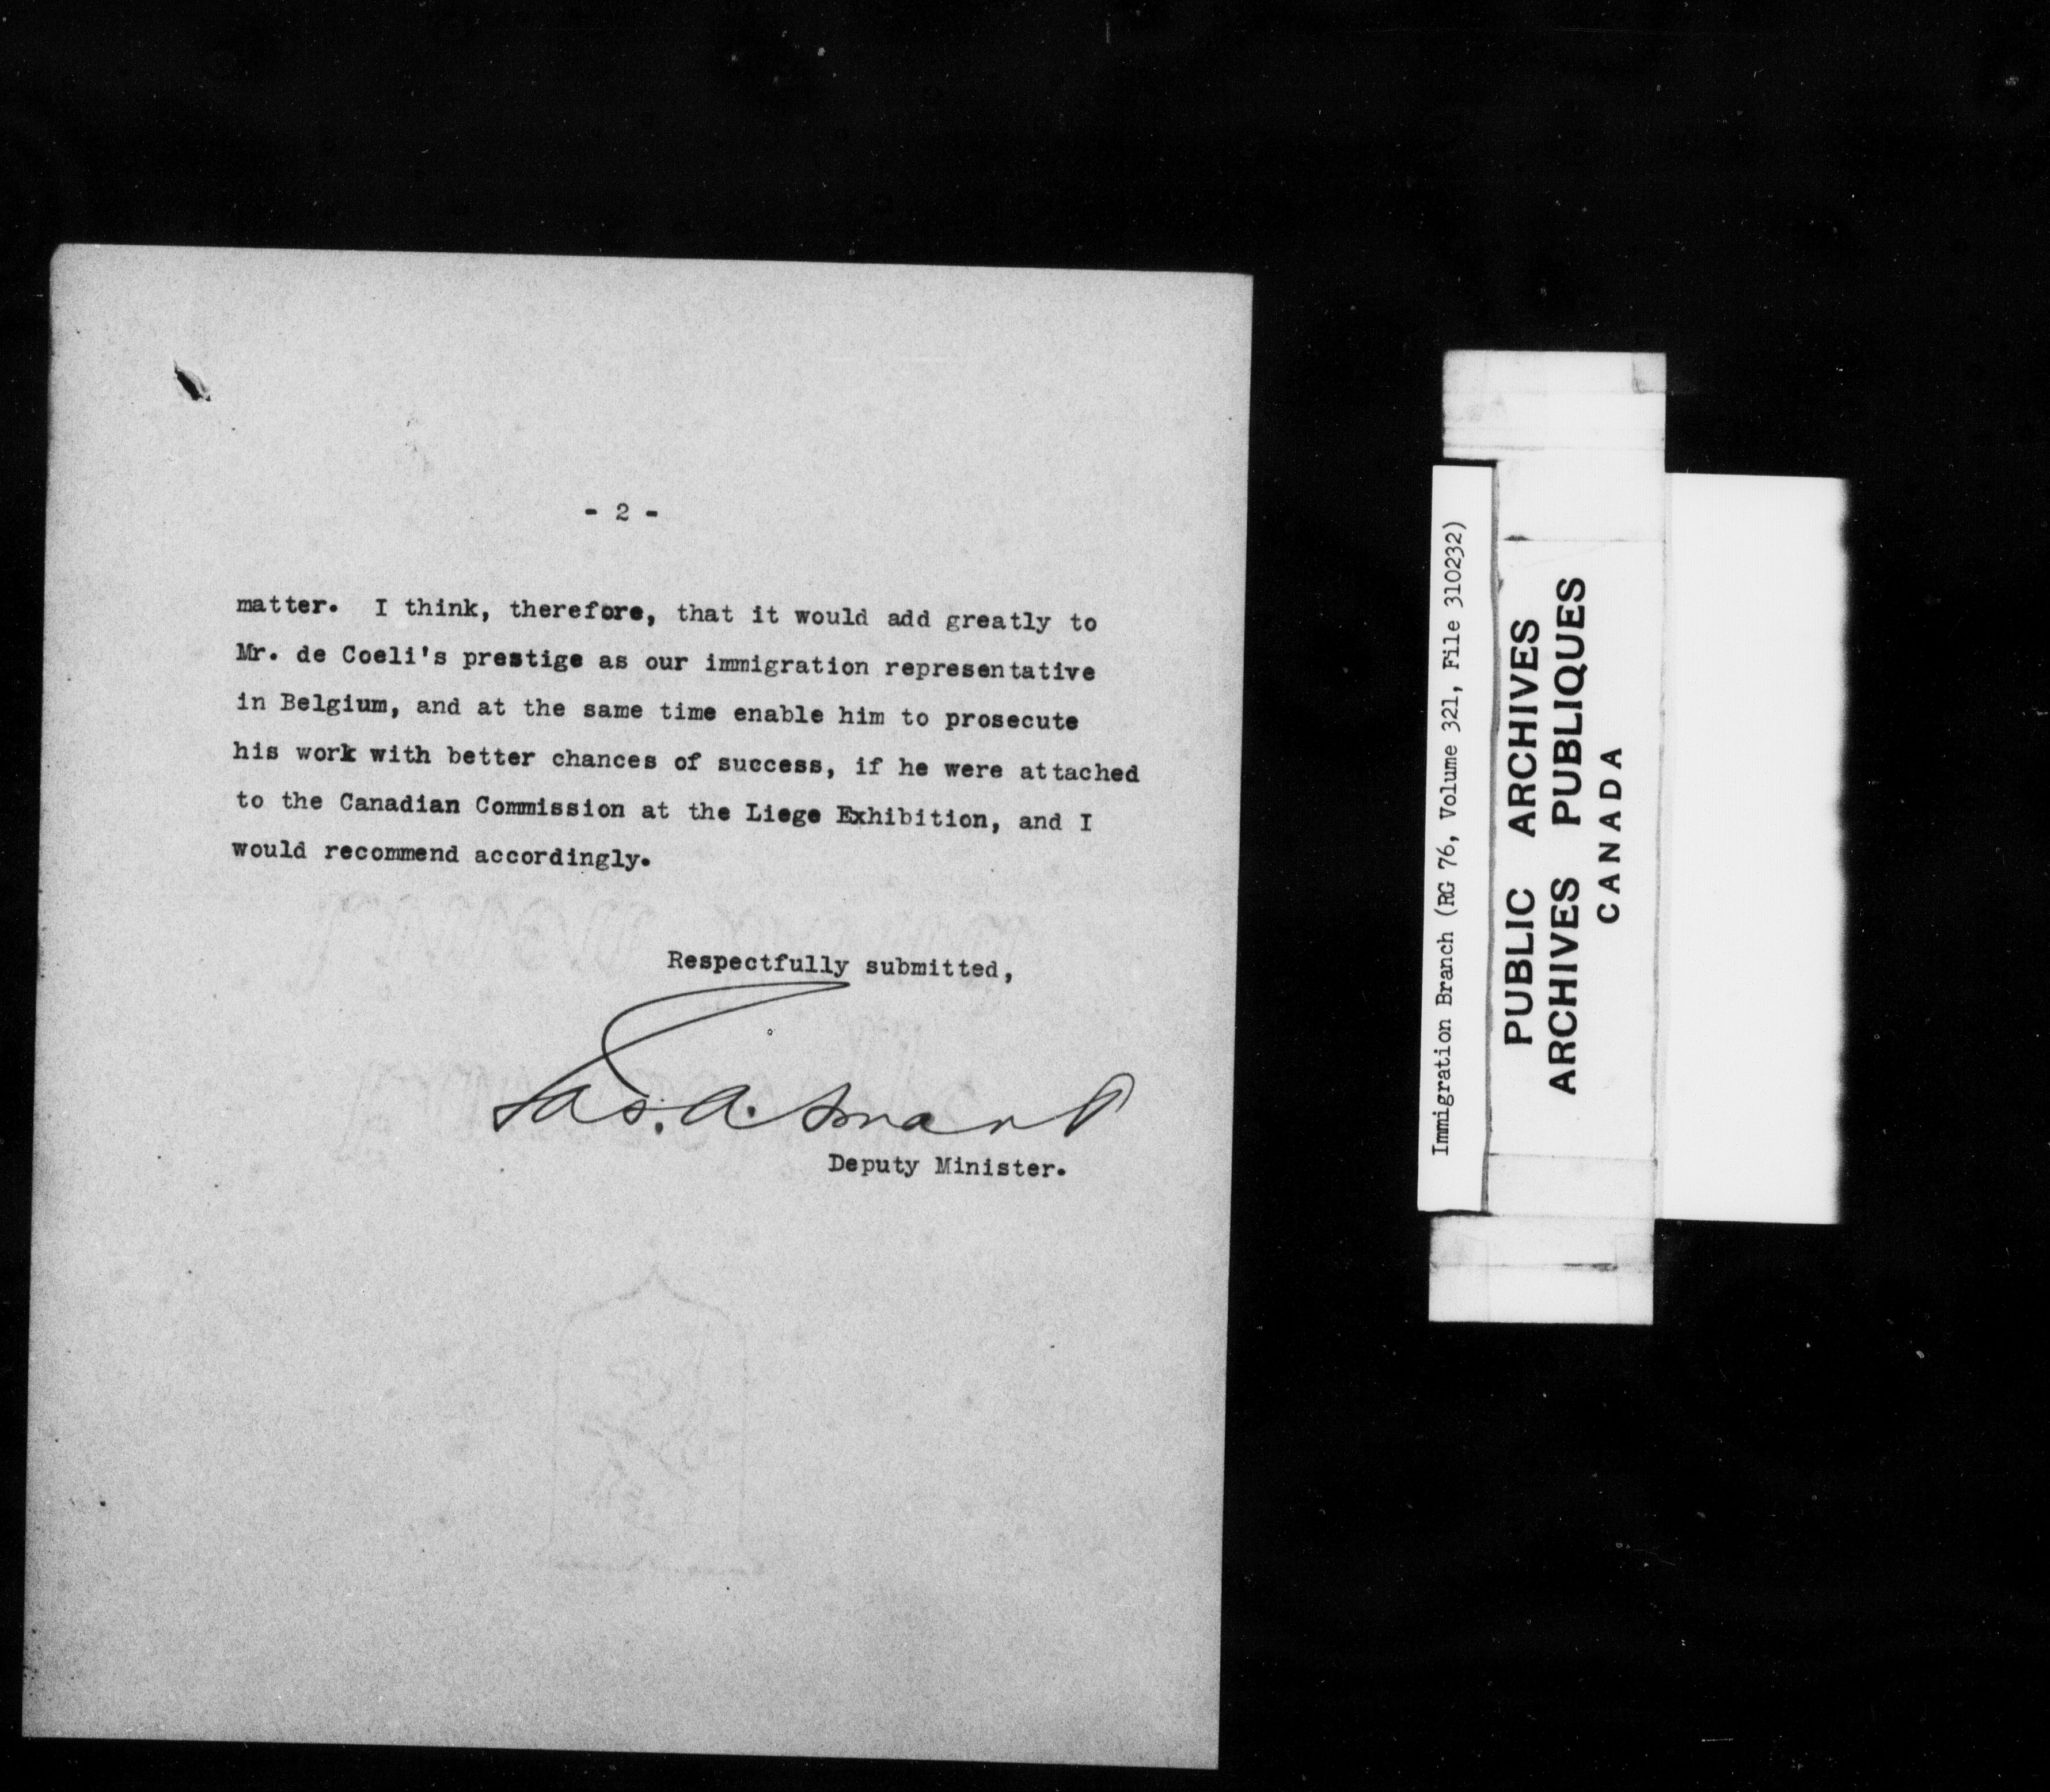 - 2 -
matter. I think, therefore, that it would add greatly to
Mr. de Coeli's prestige as our immigration representative
in Belgium, and at the same time enable him to prosecute
his work with better chances of success, if he were attached
to the Canadian Commission at the Liege Exhibition, and I
would recommend accordingly.
Respectfully submitted,
Jas. A. Smart
Deputy Minister.
Immigration Branch (RG 76, Volume 321, File 310232)
PUBLIC ARCHIVES
ARCHIVES PUBLIQUES
CANADA